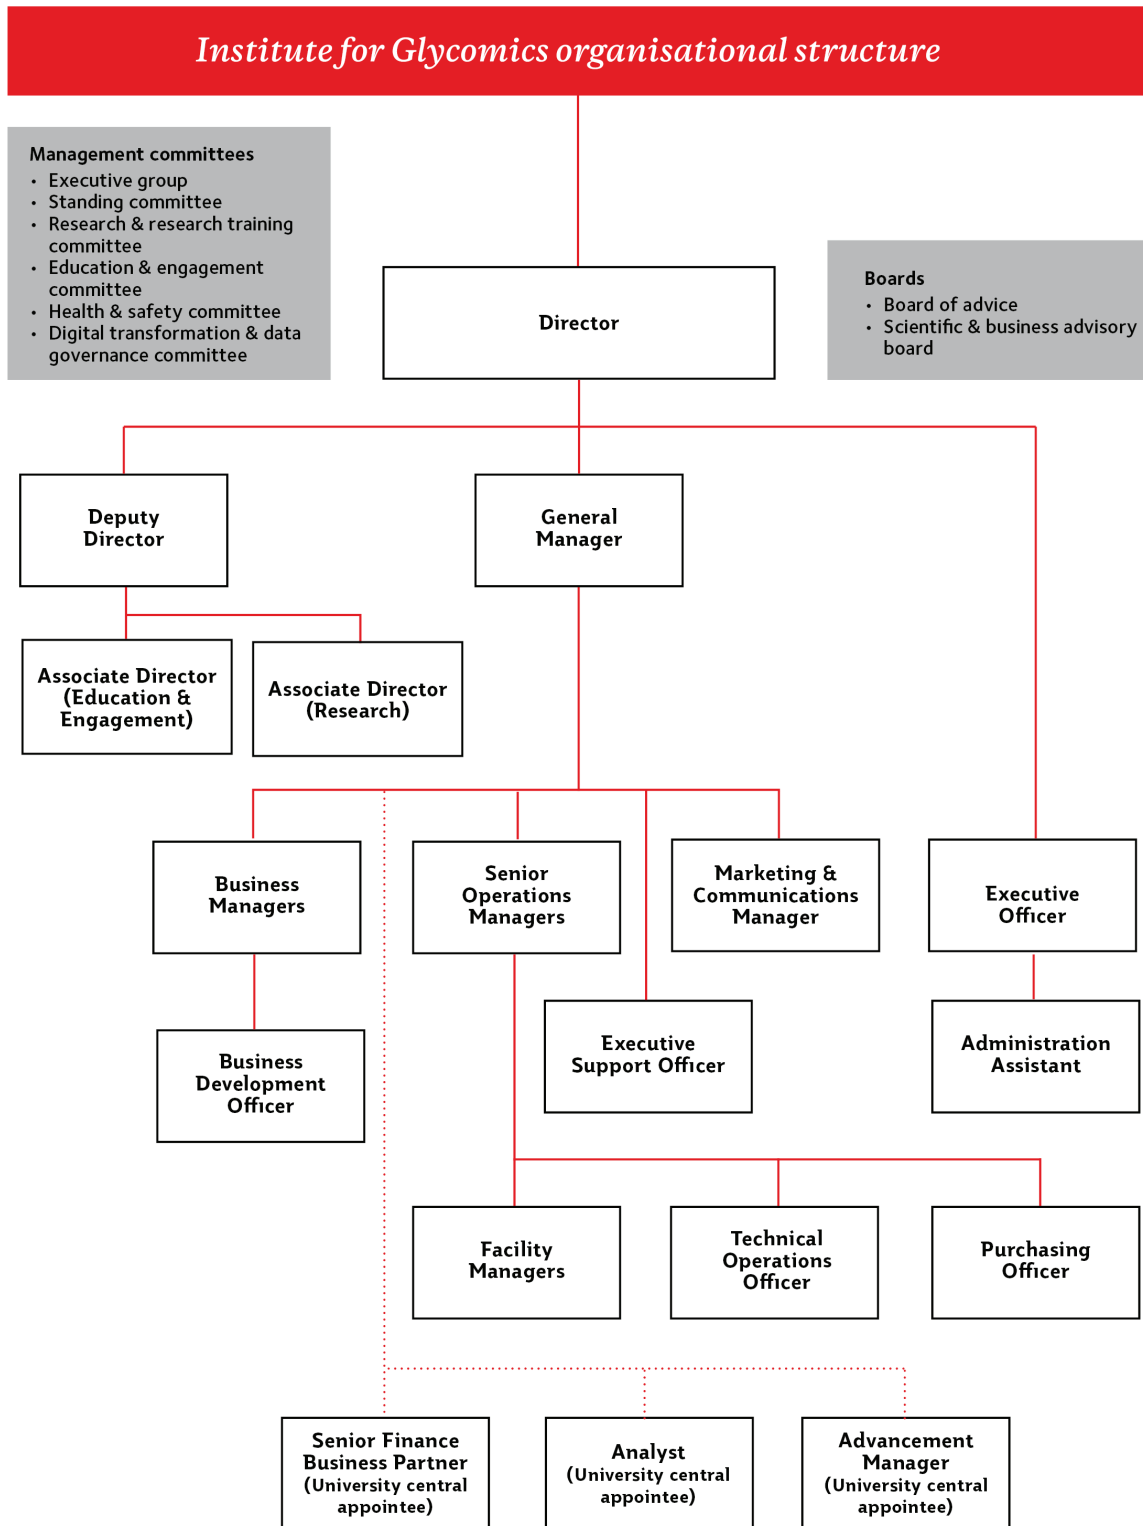 Institute for Glycomics organisational structure
Management committees
• Executive group
• Standing committee
• Research & research training
committee
• Education & engagement
committee
• Health & safety committee
• Digital transformation & data
governance committee
Boards
• Board of advice
• Scientific & business advisory
board
Director
Deputy
Director
General
Manager
Associate Director
(Education &
Engagement)
Associate Director
(Research)
Business
Managers
Senior
Operations
Managers
Marketing &
Communications
Manager
Executive
Officer
Business
Development
Officer
Executive
Support Officer
Administration
Assistant
Facility
Managers
Technical
Operations
Officer
Purchasing
Officer
Senior Finance
Business Partner
(University central
appointee)
Analyst
(University central
appointee)
Advancement
Manager
(University central
appointee)